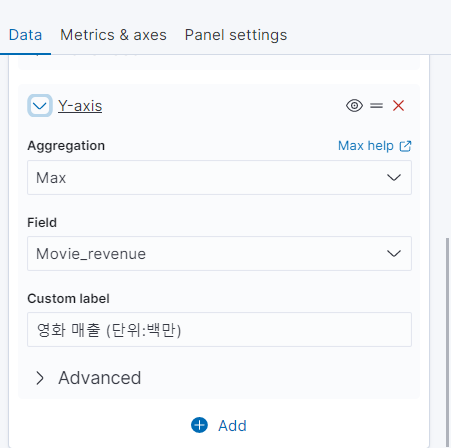 Data Metrics & axes Panel settings
Y-axis
Aggregation Max help
Max
Field
Movie_revenue
Custom label
영화 매출 (단위:백만)
Advanced
Add